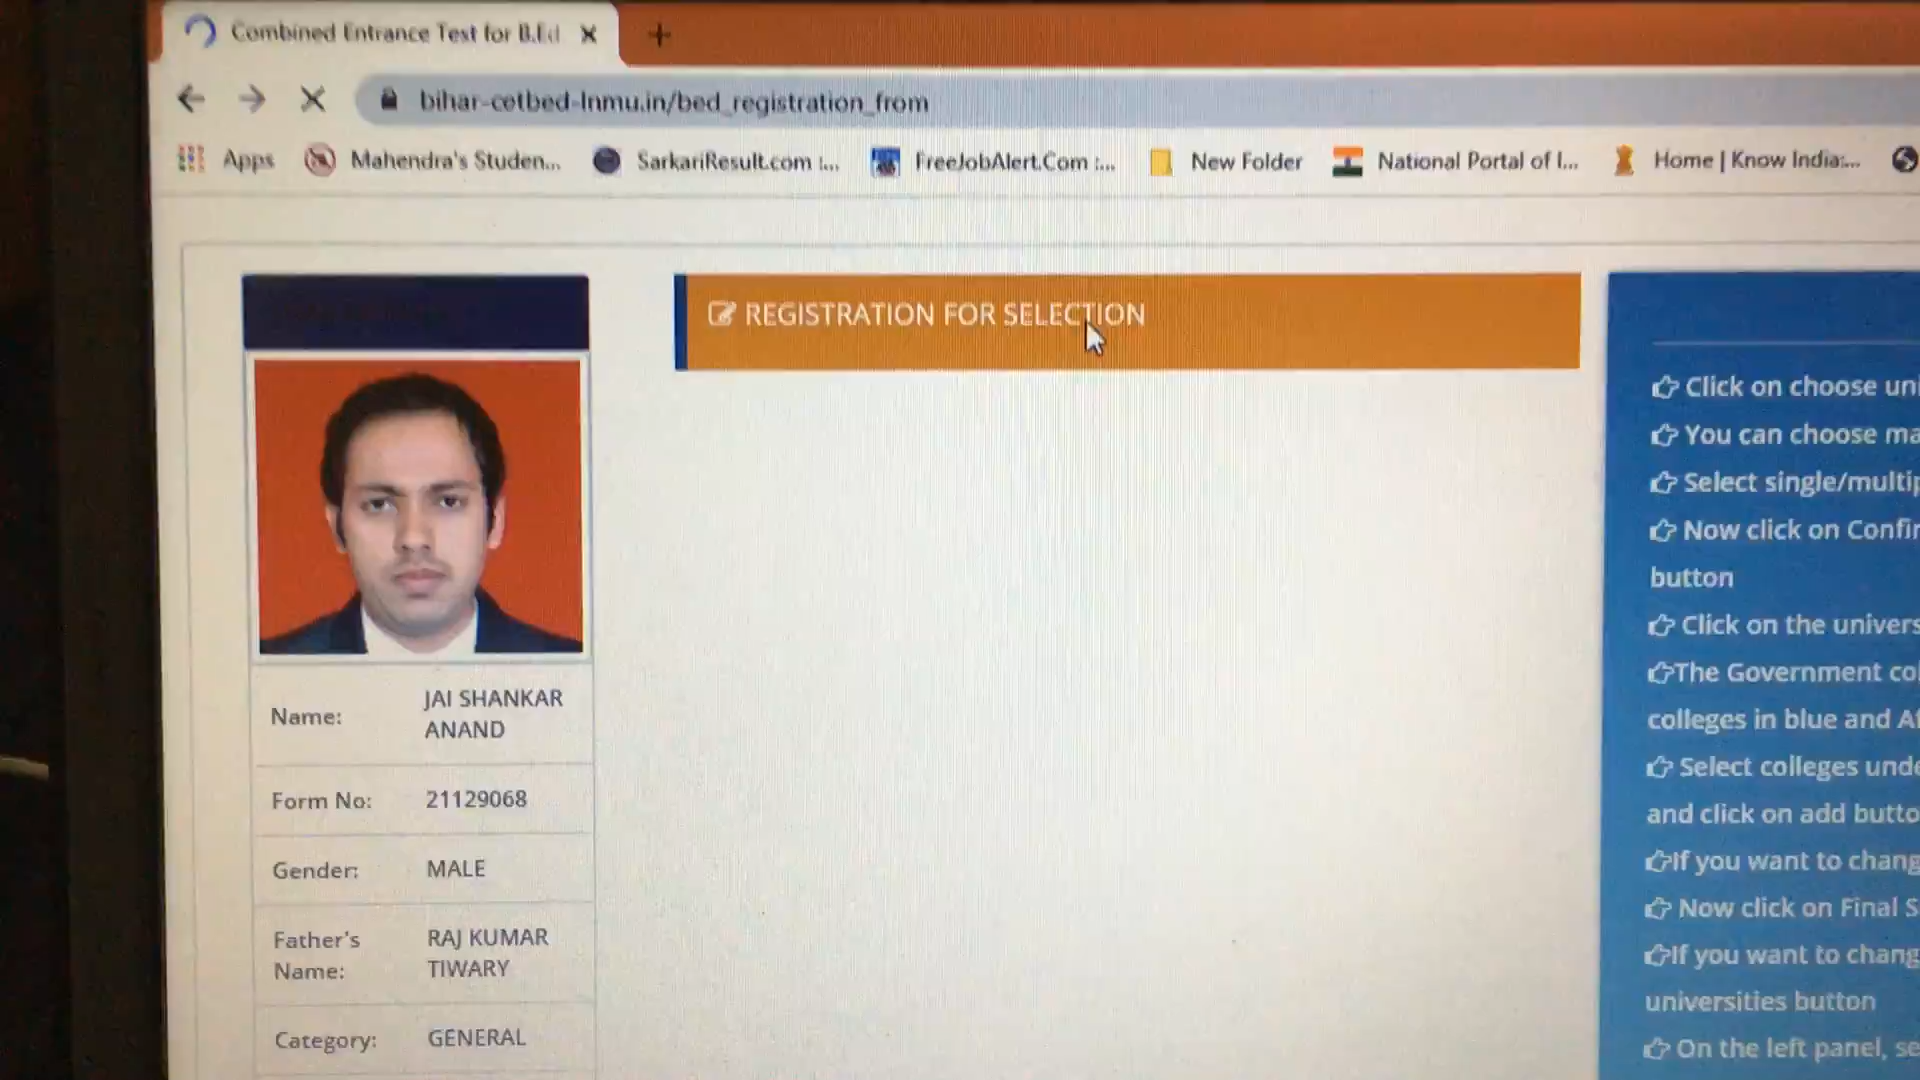 Combined Entrance Test for B.Ed
bihar-cetbed-lnmu.in/bed_registration_from
Apps Mahendra's Studen... SarkariResult.com :... FreeJobAlert.Com :... New Folder National Portal of I... Home | Know India:...
REGISTRATION FOR SELECTION
Name: JAI SHANKAR
ANAND
Form No: 21129068
Gender: MALE
Father's RAJ KUMAR
Name: TIWARY
Category: GENERAL
Click on choose uni
You can choose ma
Select single/multip
Now click on Confir
button
Click on the univers
The Government col
colleges in blue and Af
Select colleges unde
and click on add butto
If you want to chang
Now click on Final S
If you want to chang
universities button
On the left panel, se